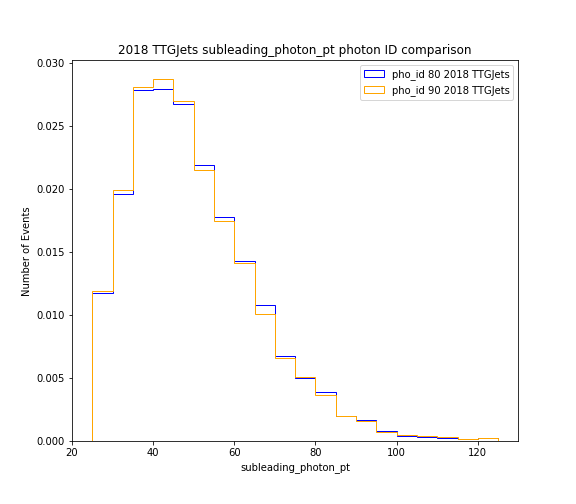 2018 TTGJets subleading_photon_pt photon ID comparison
pho_id 80 2018 TTGJets
pho_id 90 2018 TTGJets
Number of Events
0.030
0.025
0.020
0.015
0.010
0.005
0.000
20 40 60 80 100 120
subleading_photon_pt